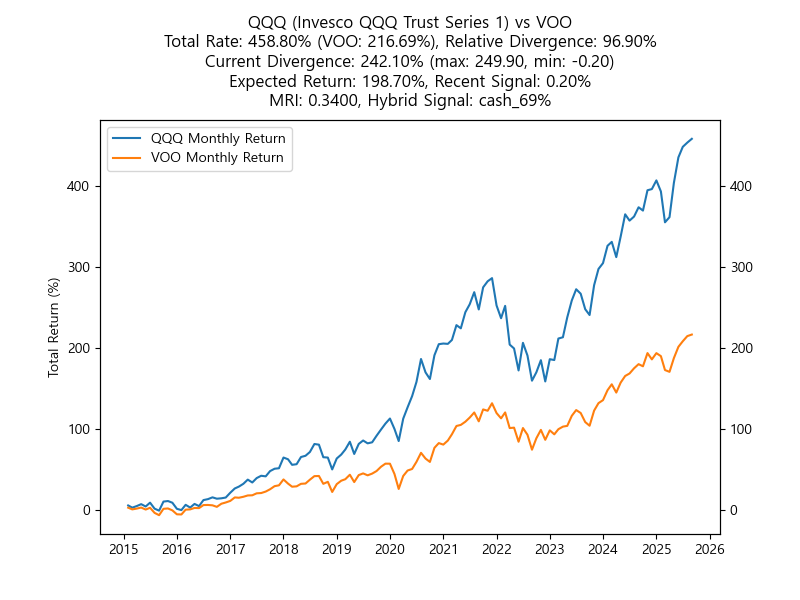 QQQ (Invesco QQQ Trust Series 1) vs VOO
Total Rate: 458.80% (VOO: 216.69%), Relative Divergence: 96.90%
Current Divergence: 242.10% (max: 249.90, min: -0.20)
Expected Return: 198.70%, Recent Signal: 0.20%
MRI: 0.3400, Hybrid Signal: cash_69%
QQQ Monthly Return
VOO Monthly Return
Total Return (%)
400 400
300 300
200 200
100 100
0 0
2015 2016 2017 2018 2019 2020 2021 2022 2023 2024 2025 2026